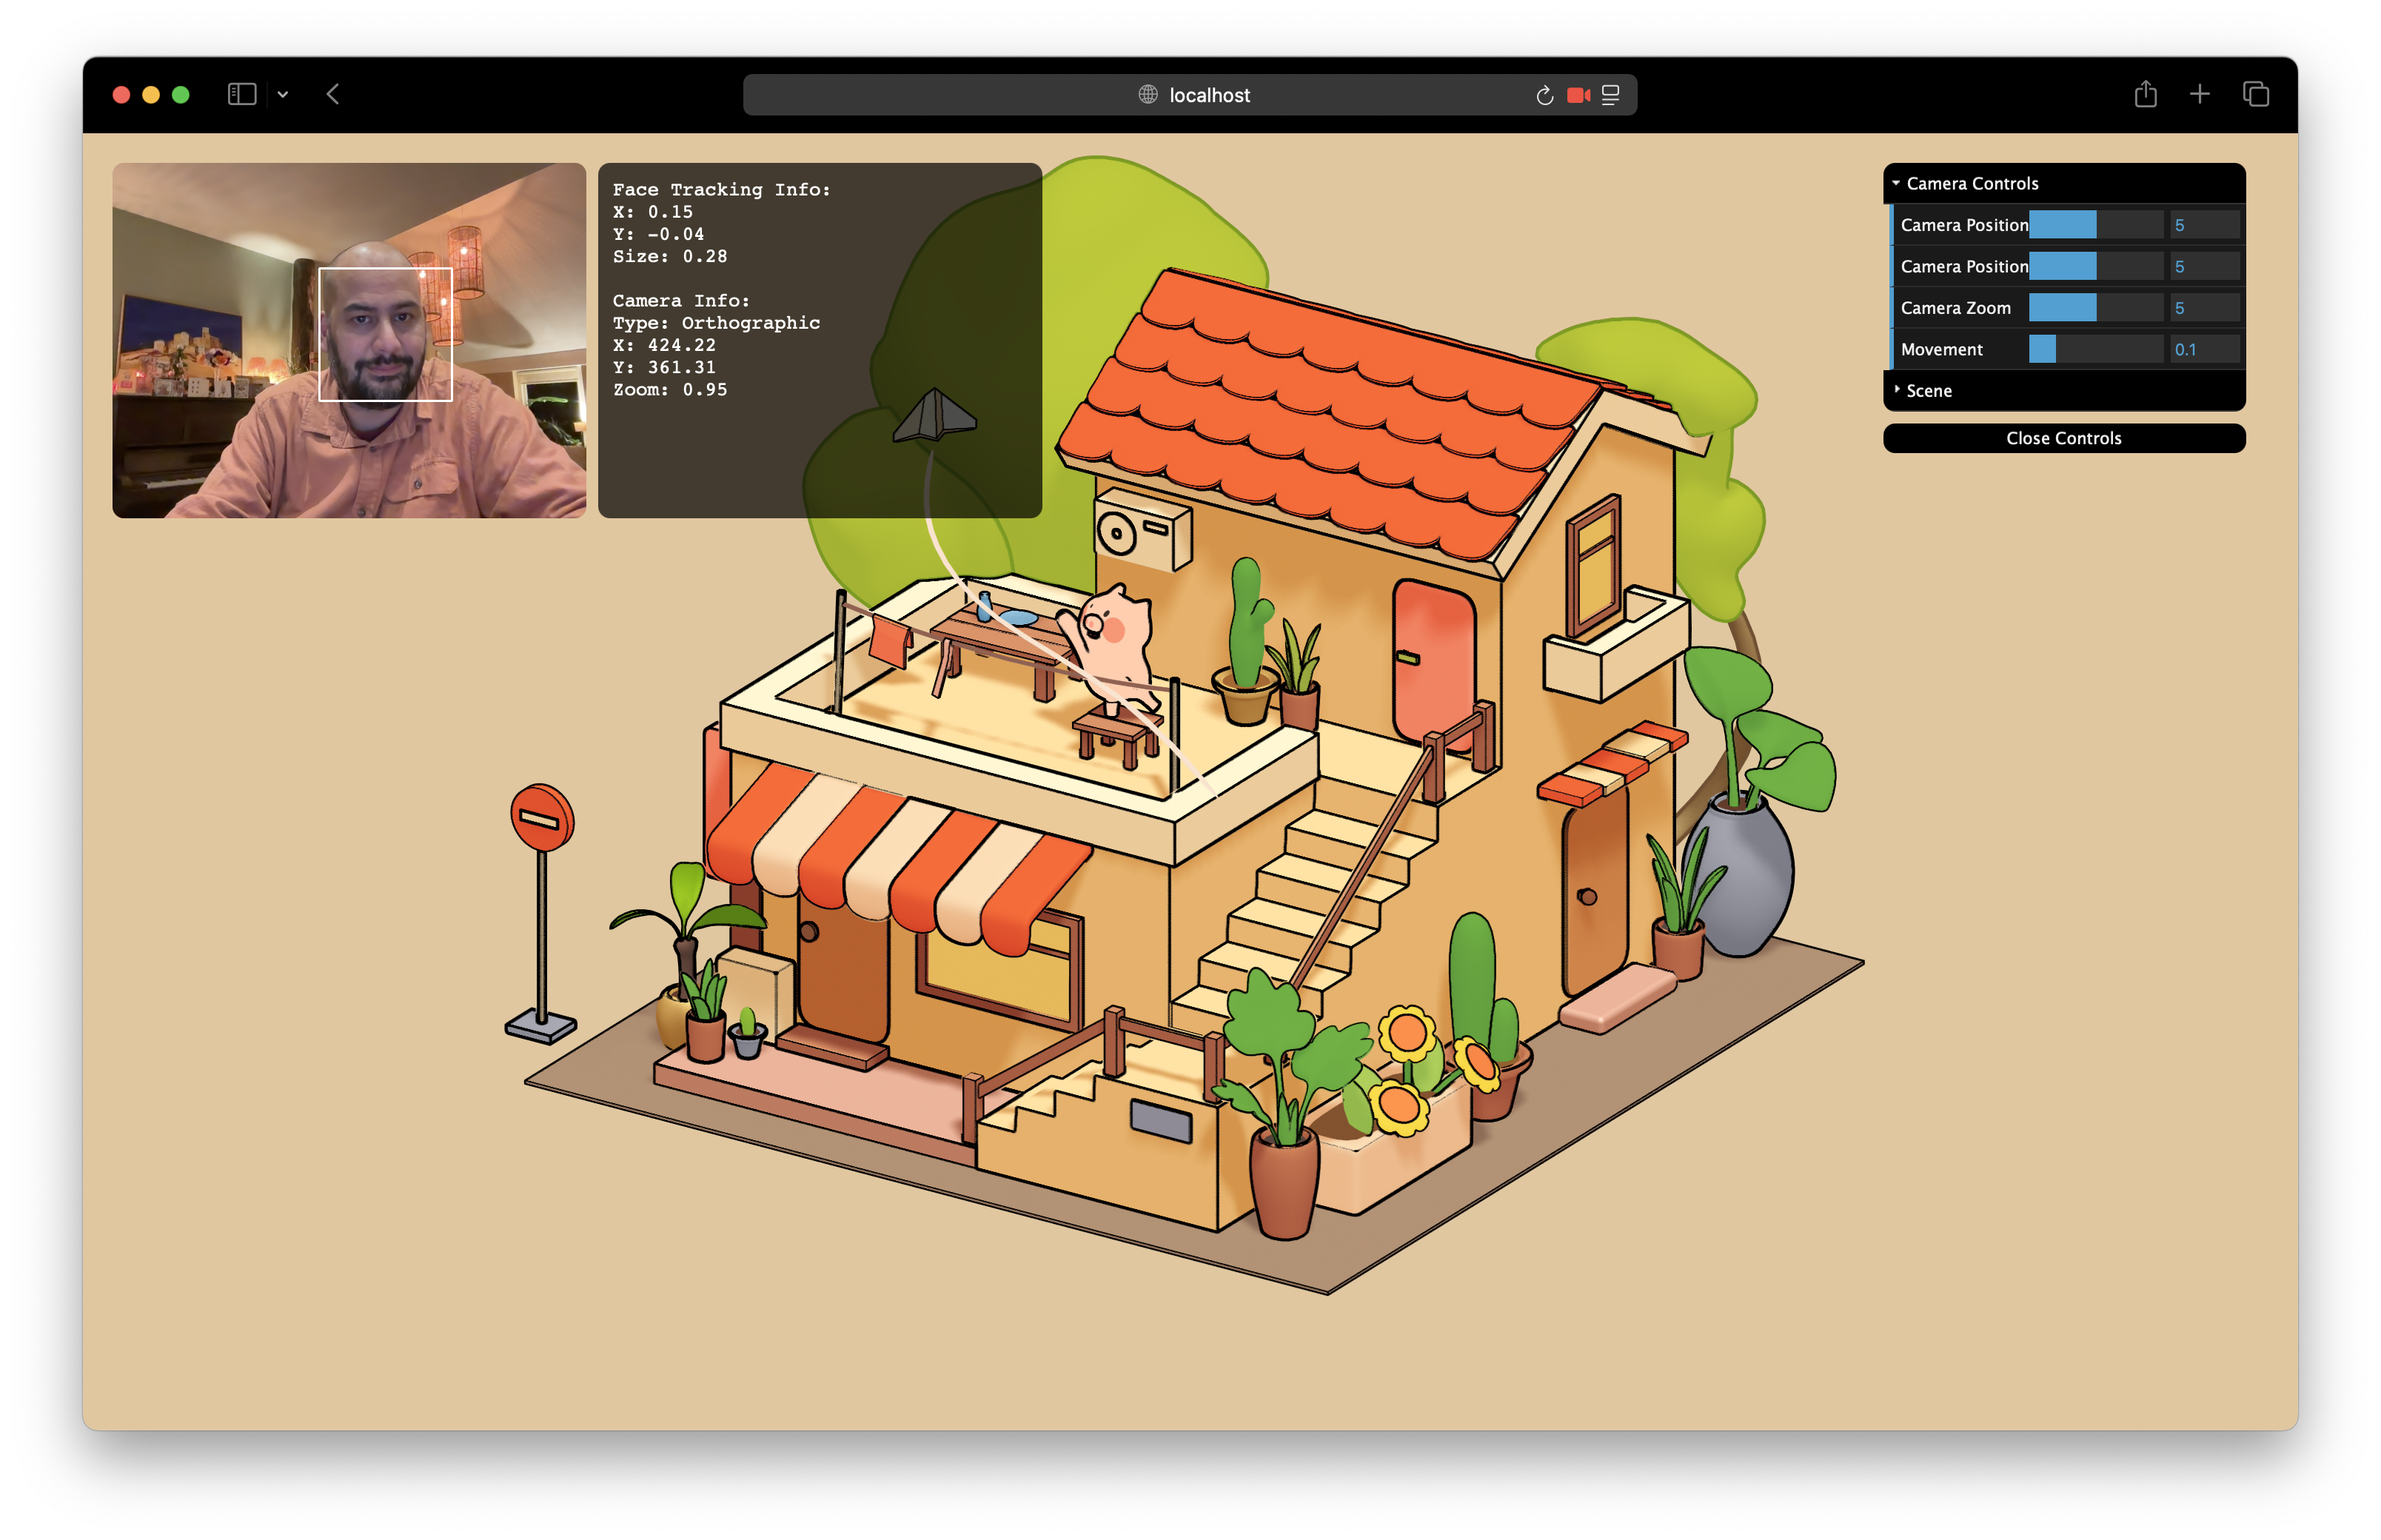 localhost
Face Tracking Info:
X: 0.15
Y: -0.04
Size: 0.28
Camera Info:
Type: Orthographic
X: 424.22
Y: 361.31
Zoom: 0.95
Camera Controls
Camera Position 5
Camera Position 5
Camera Zoom 5
Movement 0.1
Scene
Close Controls